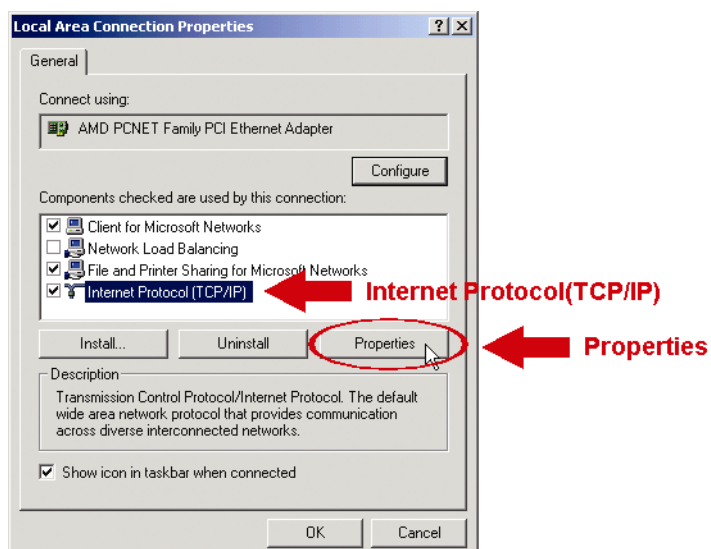 Local Area Connection Properties
General
Connect using:
AMD PCNET Family PCI Ethernet Adapter
Configure
Components checked are used by this connection:
Client for Microsoft Networks
Network Load Balancing
File and Printer Sharing for Microsoft Networks
Internet Protocol (TCP/IP)
Internet Protocol(TCP/IP)
Install...
Uninstall
Properties
Properties
Description
Transmission Control Protocol/Internet Protocol. The default
wide area network protocol that provides communication
across diverse interconnected networks.
Show icon in taskbar when connected
OK
Cancel